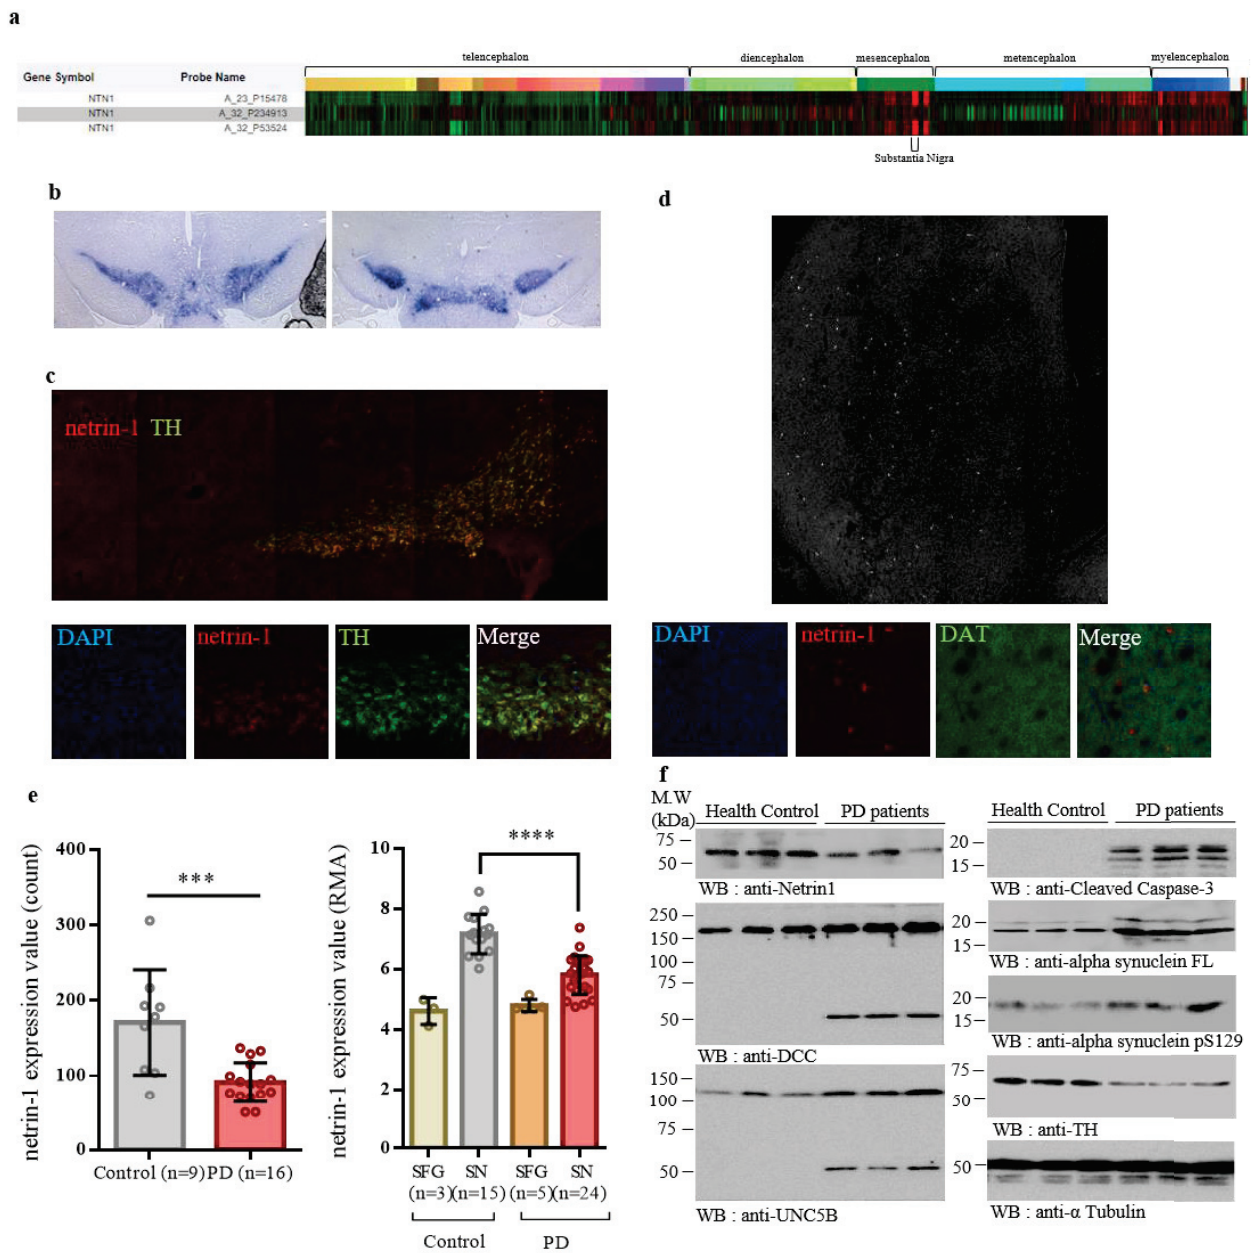 a
telencephalon
diencephalon
mesencephalon
metencephalon
myelencephalon
Gene Symbol
Probe Name
NTN1
A_23_P15476
NTN1
A_32_P234913
NTN1
A_32_P53524
Substantia Nigra
b
d
c
netrin-1 TH
DAPI
netrin-1
TH
Merge
DAPI
netrin-1
DAT
Merge
e
netrin-1 expression value (count)
400
300
200
100
0
***
Control (n=9)
PD (n=16)
netrin-1 expression value (RMA)
10
8
6
4
2
0
****
SFG
SN
SFG
SN
(n=3)
(n=15)
(n=5)
(n=24)
Control
PD
f
M.W
(kDa)
Health Control
PD patients
75
50
WB : anti-Netrin1
250
150
100
75
50
WB : anti-DCC
150
100
75
50
WB : anti-UNC5B
Health Control
PD patients
20
15
WB : anti-Cleaved Caspase-3
20
15
WB : anti-alpha synuclein FL
20
15
WB : anti-alpha synuclein pS129
75
50
WB : anti-TH
50
WB : anti-α Tubulin